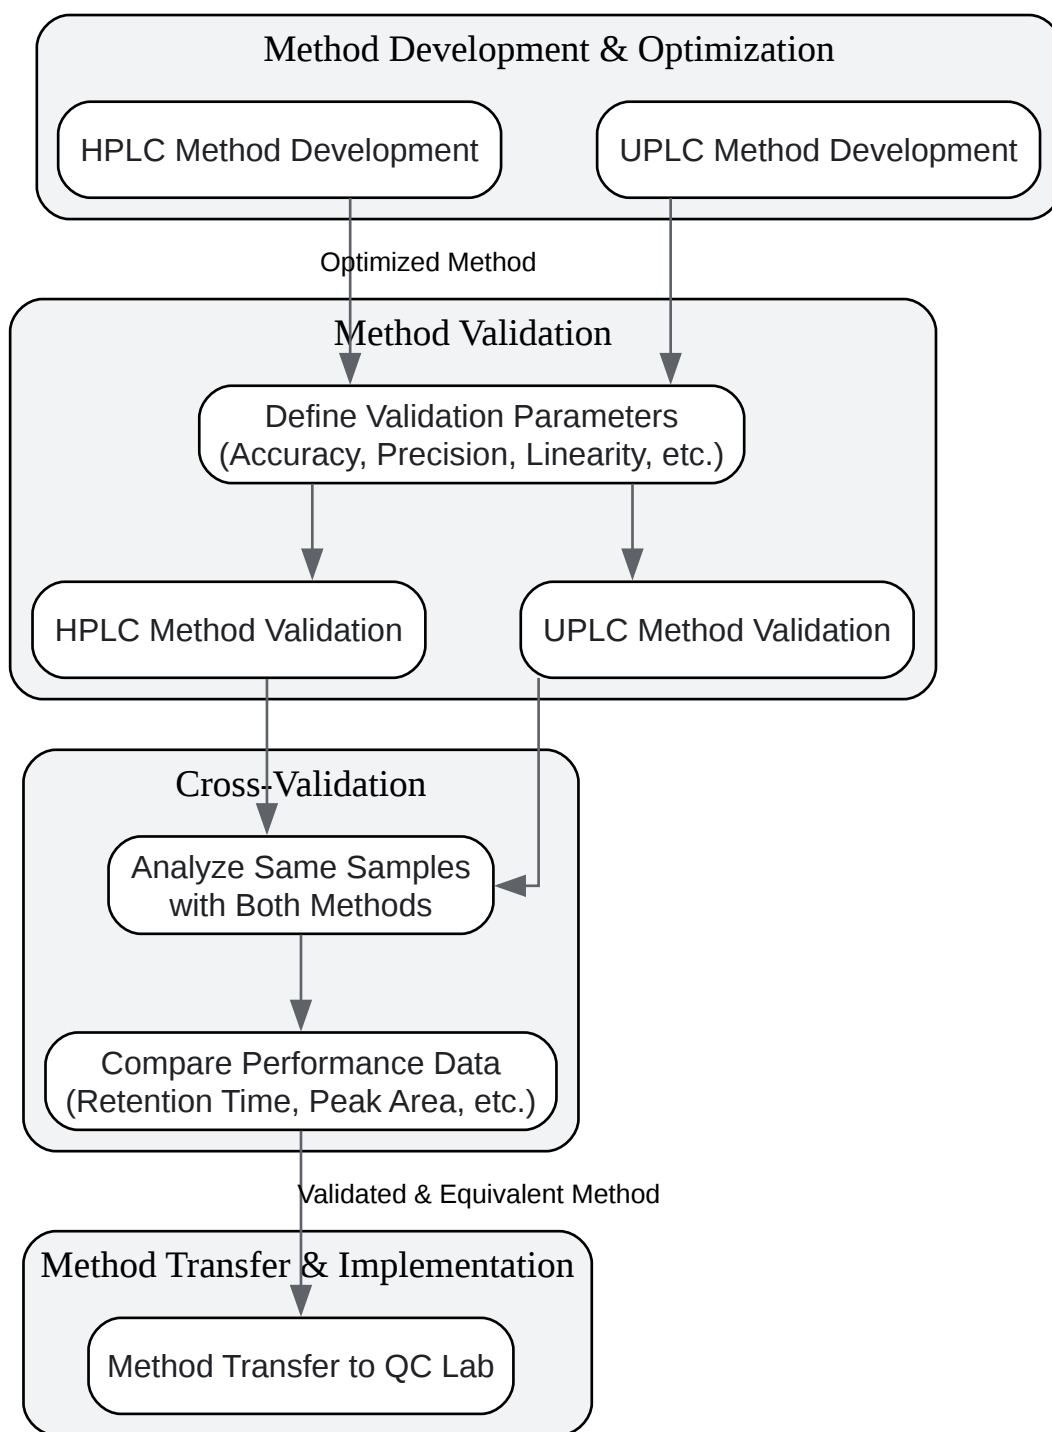 Method Development & Optimization
HPLC Method Development
UPLC Method Development
Optimized Method
Method Validation
Define Validation Parameters
(Accuracy, Precision, Linearity, etc.)
HPLC Method Validation
UPLC Method Validation
Cross-Validation
Analyze Same Samples
with Both Methods
Compare Performance Data
(Retention Time, Peak Area, etc.)
Validated & Equivalent Method
Method Transfer & Implementation
Method Transfer to QC Lab